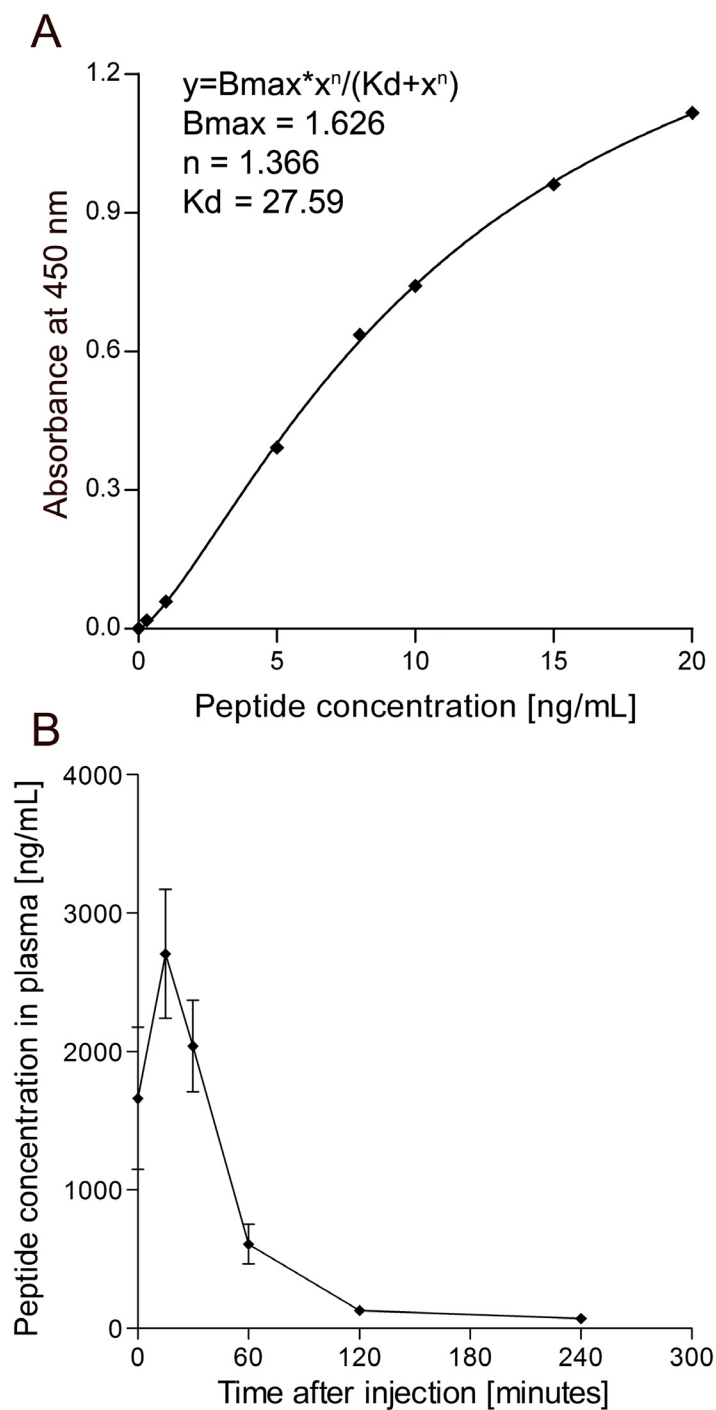 A
y=Bmax*xⁿ/(Kd+xⁿ)
Bmax = 1.626
n = 1.366
Kd = 27.59
1.2
0.9
0.6
0.3
0.0
Absorbance at 450 nm
0 5 10 15 20
Peptide concentration [ng/mL]
B
4000
3000
2000
1000
0
Peptide concentration in plasma [ng/mL]
0 60 120 180 240 300
Time after injection [minutes]